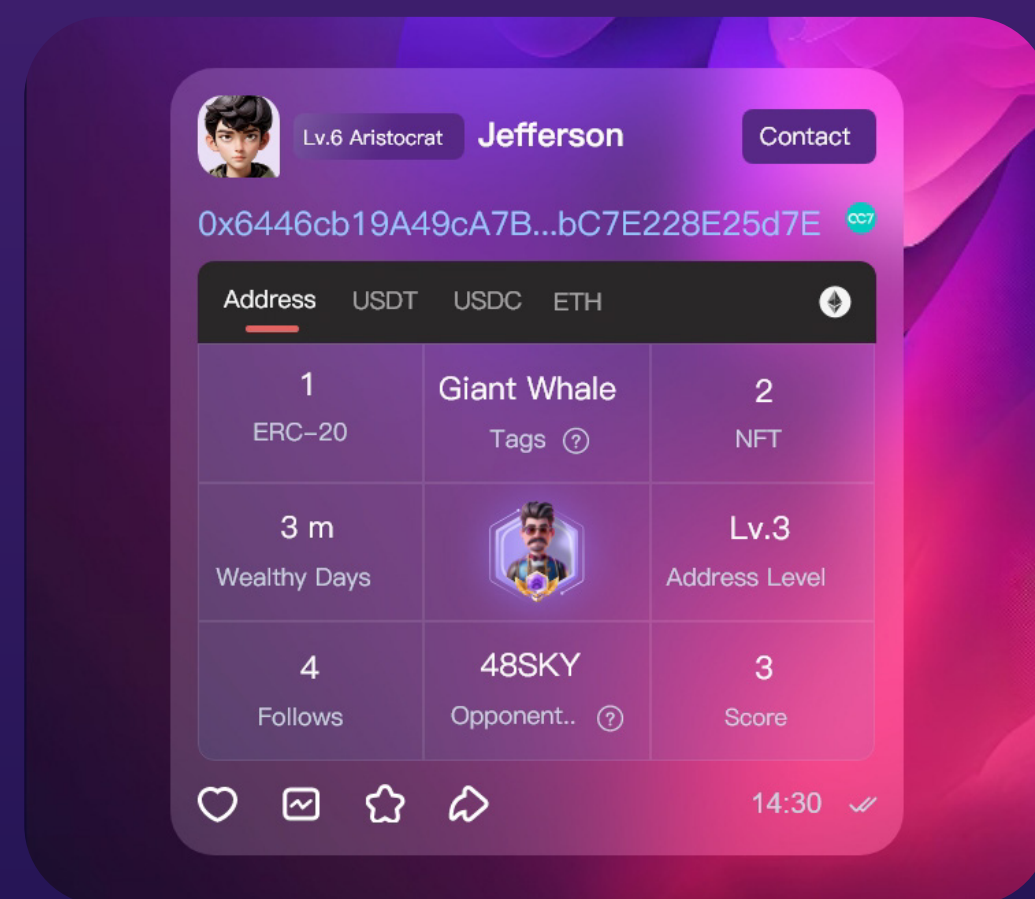 Lv.6 Aristocrat Jefferson Contact
0x6446cb19A49cA7B...bC7E228E25d7E
Address USDT USDC ETH
1 Giant Whale 2
ERC-20 Tags ? NFT
3 m Lv.3
Wealthy Days Address Level
4 48SKY 3
Follows Opponent.. ? Score
14:30